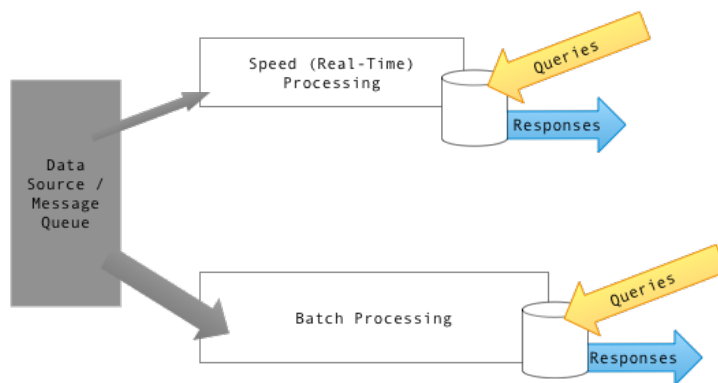 Speed (Real-Time)
Processing
Queries
Responses
Data
Source /
Message
Queue
Batch Processing
Queries
Responses